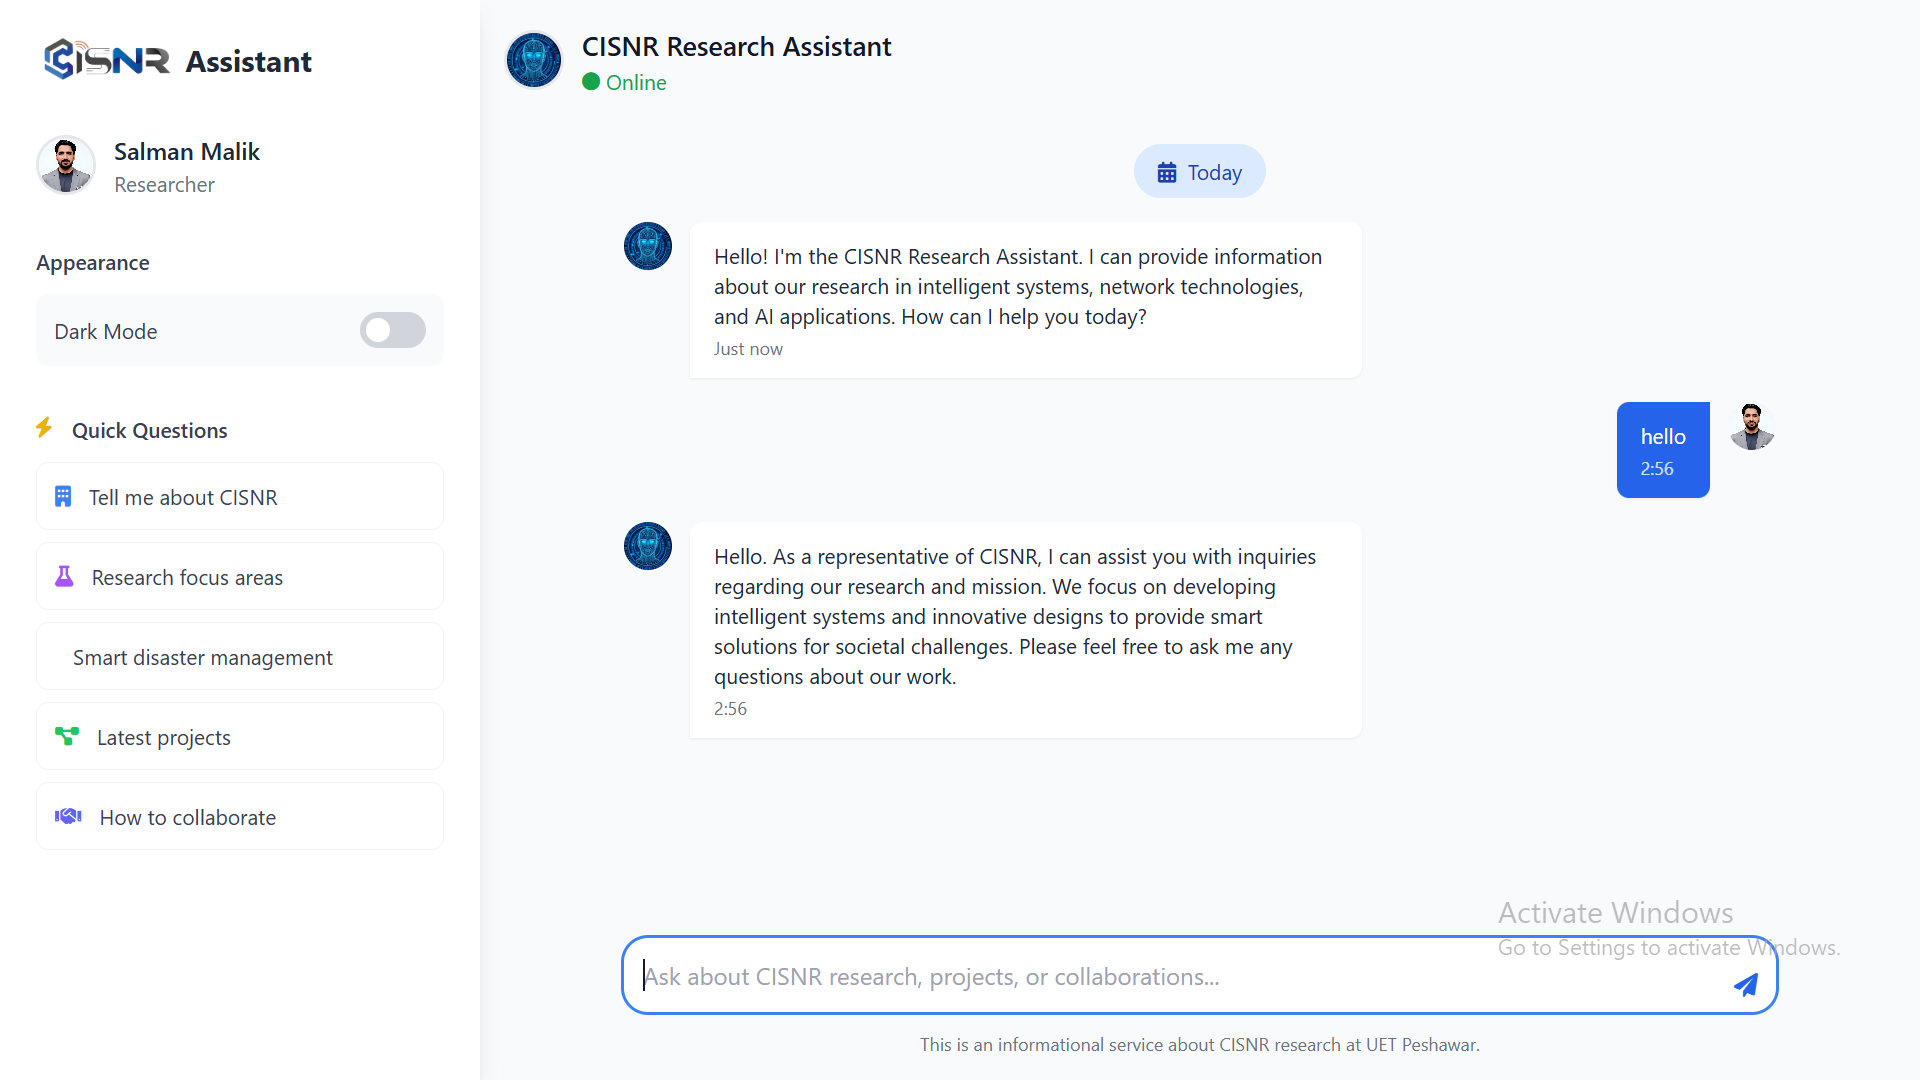 CISNR Assistant
Salman Malik
Researcher
Appearance
Dark Mode
Quick Questions
Tell me about CISNR
Research focus areas
Smart disaster management
Latest projects
How to collaborate
CISNR Research Assistant
Online
Today
Hello! I'm the CISNR Research Assistant. I can provide information
about our research in intelligent systems, network technologies,
and AI applications. How can I help you today?
Just now
hello
2:56
Hello. As a representative of CISNR, I can assist you with inquiries
regarding our research and mission. We focus on developing
intelligent systems and innovative designs to provide smart
solutions for societal challenges. Please feel free to ask me any
questions about our work.
2:56
Activate Windows
Go to Settings to activate Windows.
Ask about CISNR research, projects, or collaborations...
This is an informational service about CISNR research at UET Peshawar.